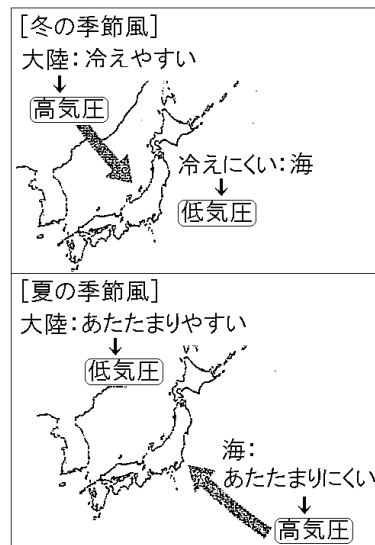 [冬の季節風]
大陸:冷えやすい
↓
高気圧
冷えにくい:海
↓
低気圧
[夏の季節風]
大陸:あたたまりやすい
↓
低気圧
海:
あたたまりにくい
↓
高気圧